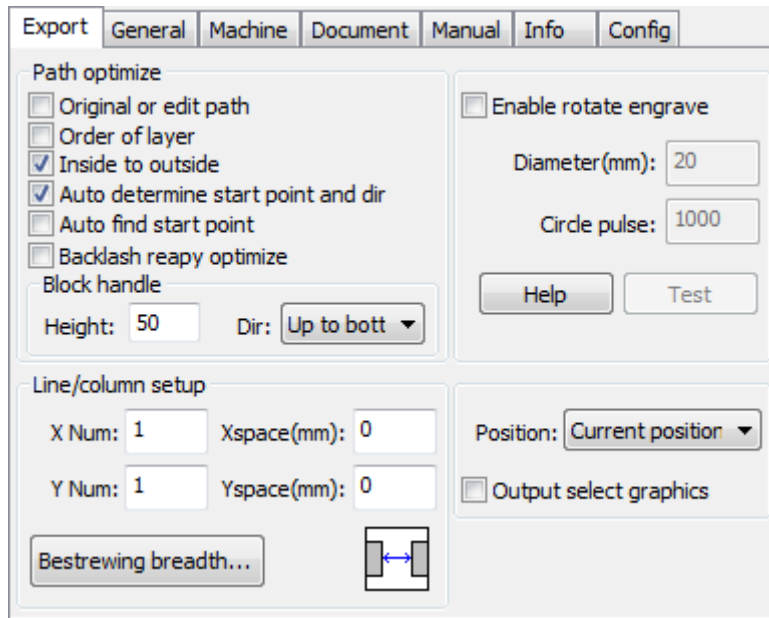 Export General Machine Document Manual Info Config
Path optimize
Original or edit path
Order of layer
Inside to outside
Auto determine start point and dir
Auto find start point
Backlash reapy optimize
Block handle
Height: 50 Dir: Up to bott
Enable rotate engrave
Diameter(mm): 20
Circle pulse: 1000
Help Test
Line/column setup
X Num: 1 Xspace(mm): 0
Y Num: 1 Yspace(mm): 0
Bestrewing breadth...
Position: Current position
Output select graphics